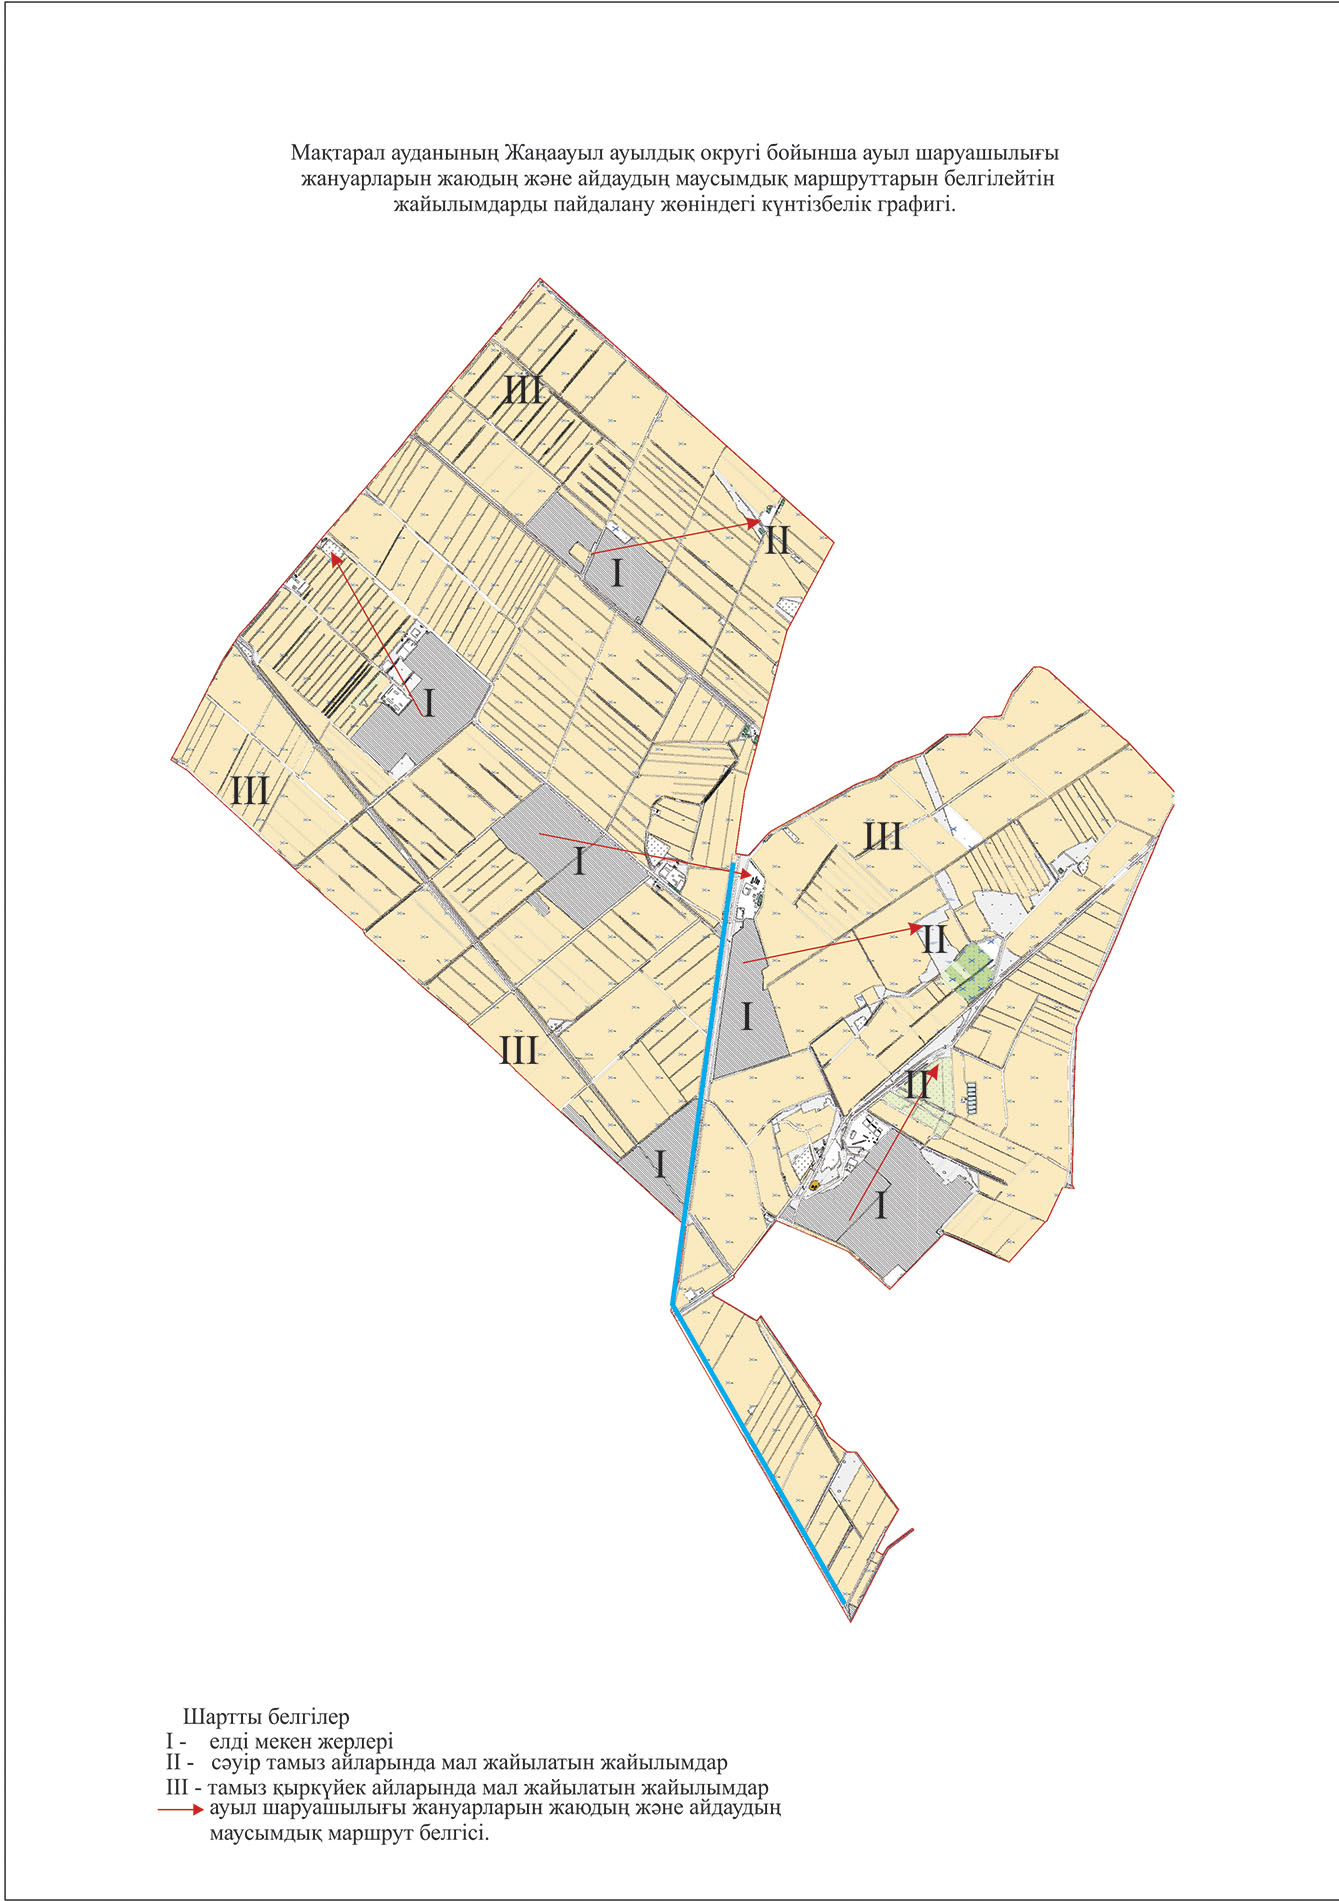 Мақтарал ауданының Жаңаауыл ауылдық округі бойынша ауыл шаруашылығы
жануарларын жаюдың және айдаудың маусымдық маршруттарын белгілейтін
жайылымдарды пайдалану жөніндегі күнтізбелік графигі.
III
II
I
I
III
III
I
II
I
III
II
I
I
Шартты белгілер
I - елді мекен жерлері
II - сәуір тамыз айларында мал жайылатын жайылымдар
III - тамыз қыркүйек айларында мал жайылатын жайылымдар
ауыл шаруашылығы жануарларын жаюдың және айдаудың
маусымдық маршрут белгісі.